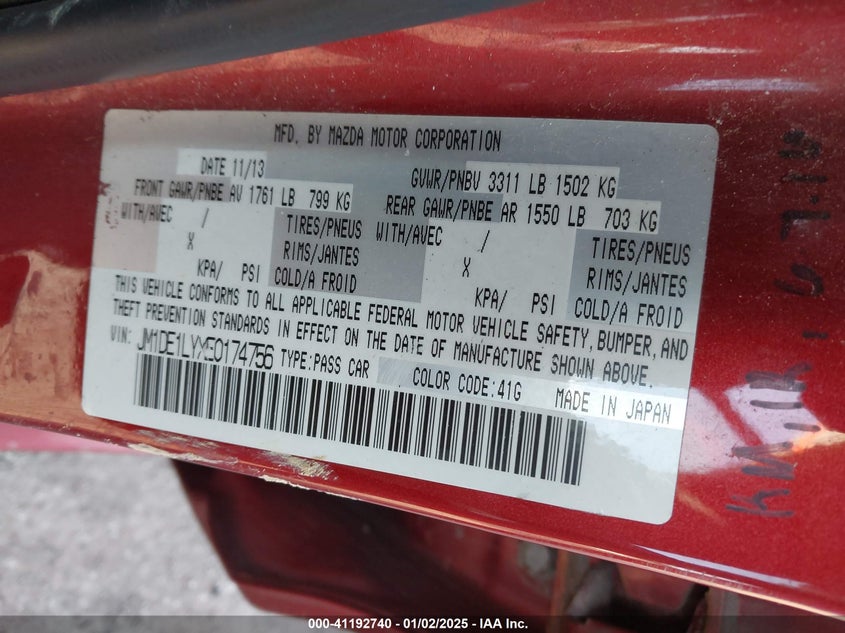 MFD. BY MAZDA MOTOR CORPORATION
DATE 11/13 GVWR/PNBV 3311 LB 1502 KG
FRONT GAWR/PNBE AV 1761 LB 799 KG REAR GAWR/PNBE AR 1550 LB 703 KG
WITH/AVEC / TIRES/PNEUS WITH/AVEC / TIRES/PNEUS
X RIMS/JANTES X RIMS/JANTES
KPA/ PSI COLD/A FROID KPA/ PSI COLD/A FROID
THIS VEHICLE CONFORMS TO ALL APPLICABLE FEDERAL MOTOR VEHICLE SAFETY, BUMPER, AND
THEFT PREVENTION STANDARDS IN EFFECT ON THE DATE OF MANUFACTURE SHOWN ABOVE.
VIN: JM1DE1LYXE0174756 TYPE:PASS CAR COLOR CODE:41G MADE IN JAPAN
000-41192740 - 01/02/2025 - IAA Inc.